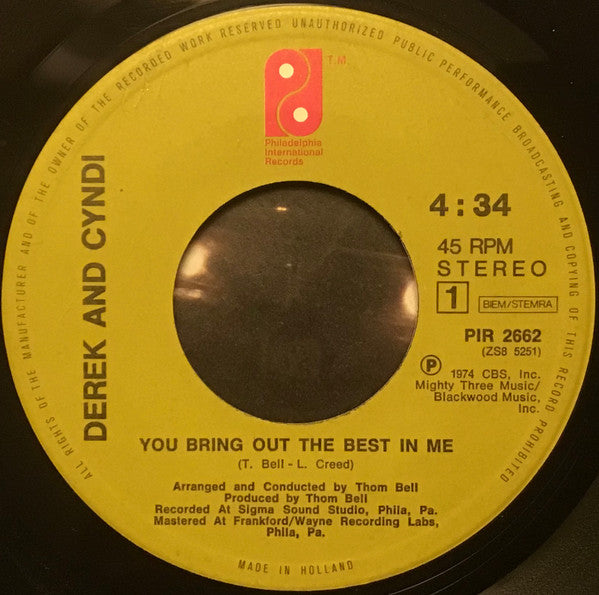 ALL RIGHTS OF THE MANUFACTURER AND OF THE OWNER OF THE RECORDED WORK RESERVED UNAUTHORIZED PUBLIC PERFORMANCE BROADCASTING AND COPYING OF THIS RECORD PROHIBITED
T.M.
Philadelphia
International
Records
DEREK AND CYNDI
4:34
45 RPM
STEREO
1
BIEM/STEMRA
PIR 2662
(ZS8 5251)
P
1974 CBS, Inc.
Mighty Three Music/
Blackwood Music,
Inc.
YOU BRING OUT THE BEST IN ME
(T. Bell - L. Creed)
Arranged and Conducted by Thom Bell
Produced by Thom Bell
Recorded At Sigma Sound Studio, Phila, Pa.
Mastered At Frankford/Wayne Recording Labs,
Phila, Pa.
MADE IN HOLLAND